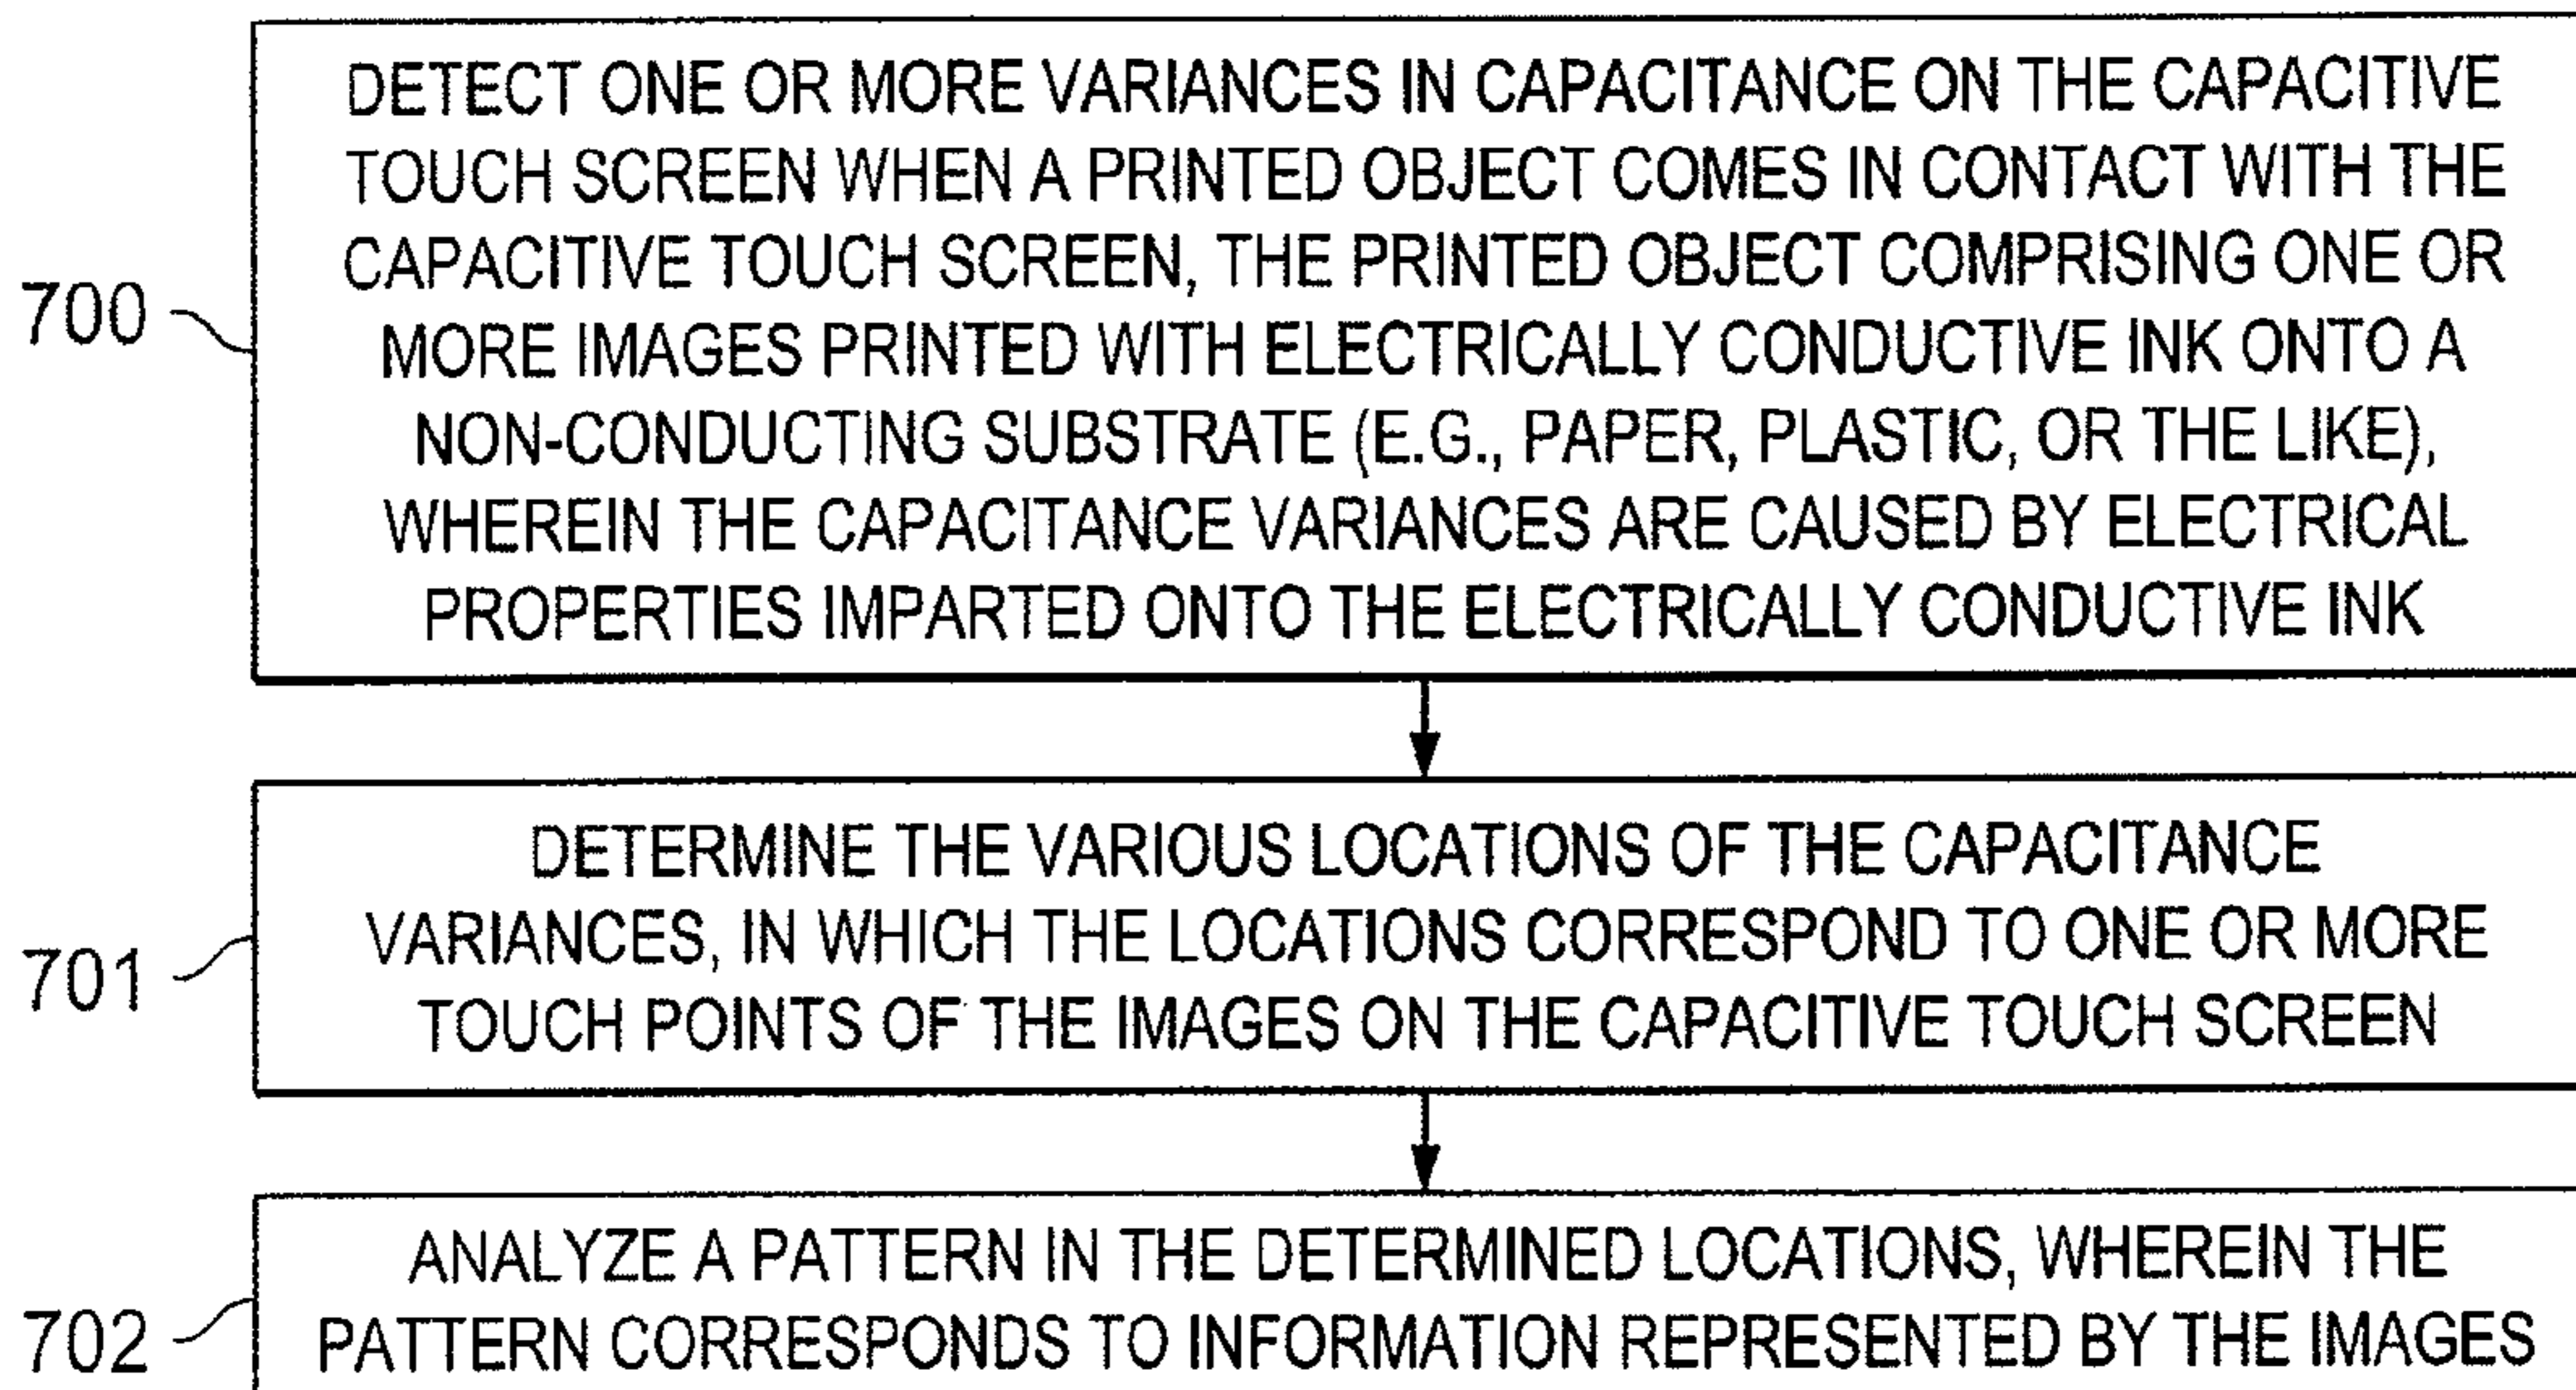 DETECT ONE OR MORE VARIANCES IN CAPACITANCE ON THE CAPACITIVE
TOUCH SCREEN WHEN A PRINTED OBJECT COMES IN CONTACT WITH THE
CAPACITIVE TOUCH SCREEN, THE PRINTED OBJECT COMPRISING ONE OR
MORE IMAGES PRINTED WITH ELECTRICALLY CONDUCTIVE INK ONTO A
NON-CONDUCTING SUBSTRATE (E.G., PAPER, PLASTIC, OR THE LIKE),
WHEREIN THE CAPACITANCE VARIANCES ARE CAUSED BY ELECTRICAL
PROPERTIES IMPARTED ONTO THE ELECTRICALLY CONDUCTIVE INK
700
DETERMINE THE VARIOUS LOCATIONS OF THE CAPACITANCE
VARIANCES, IN WHICH THE LOCATIONS CORRESPOND TO ONE OR MORE
TOUCH POINTS OF THE IMAGES ON THE CAPACITIVE TOUCH SCREEN
701
ANALYZE A PATTERN IN THE DETERMINED LOCATIONS, WHEREIN THE
PATTERN CORRESPONDS TO INFORMATION REPRESENTED BY THE IMAGES
702